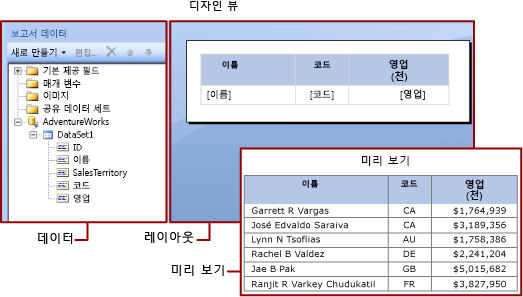 디자인 뷰
보고서 데이터
새로 만들기 편집...
기본 제공 필드
매개 변수
이미지
공유 데이터 세트
AdventureWorks
DataSet1
ID
이름
SalesTerritory
코드
영업
이름 코드 영업
(천)
[이름] [코드] [영업]
데이터
레이아웃
미리 보기
미리 보기
이름 코드 영업
(천)
Garrett R Vargas CA $1,764,939
José Edvaldo Saraiva CA $3,189,356
Lynn N Tsoflias AU $1,758,386
Rachel B Valdez DE $2,241,204
Jae B Pak GB $5,015,682
Ranjit R Varkey Chudukatil FR $3,827,950